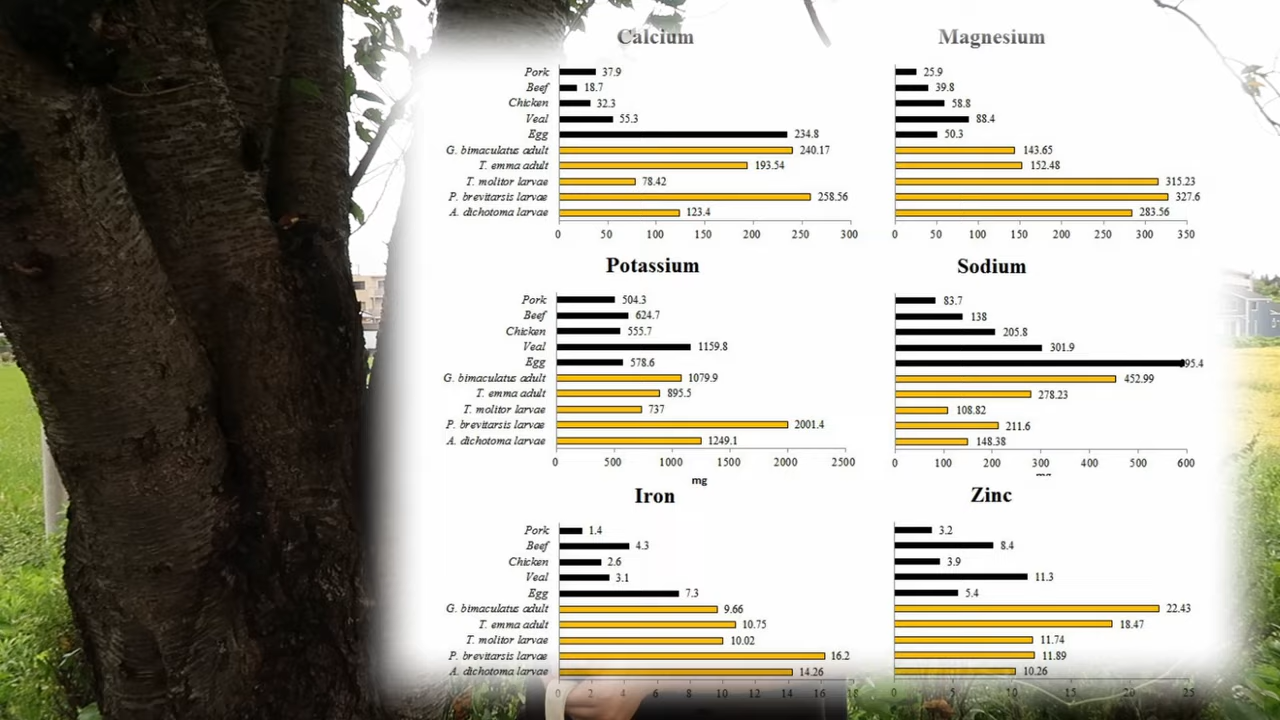 Calcium
Pork 37.9
Beef 18.7
Chicken 32.3
Veal 55.3
Egg 234.8
G. bimaculatus adult 240.17
T. emma adult 193.54
T. molitor larvae 78.42
P. brevitarsis larvae 258.56
A. dichotoma larvae 123.4
0 50 100 150 200 250 300
Magnesium
25.9
39.8
58.8
88.4
50.3
143.65
152.48
315.23
327.6
283.56
0 50 100 150 200 250 300 350
Potassium
Pork 504.3
Beef 624.7
Chicken 555.7
Veal 1159.8
Egg 578.6
G. bimaculatus adult 1079.9
T. emma adult 895.5
T. molitor larvae 737
P. brevitarsis larvae 2001.4
A. dichotoma larvae 1249.1
0 500 1000 1500 2000 2500
mg
Sodium
83.7
138
205.8
301.9
452.99
278.23
108.82
211.6
148.38
0 100 200 300 400 500 600
Iron
Pork 1.4
Beef 4.3
Chicken 2.6
Veal 3.1
Egg 7.3
G. bimaculatus adult 9.66
T. emma adult 10.75
T. molitor larvae 10.02
P. brevitarsis larvae 16.2
A. dichotoma larvae 14.26
0 2 4 6 8 10 12 14 16 18
Zinc
3.2
8.4
3.9
11.3
5.4
22.43
18.47
11.74
11.89
10.26
0 5 10 15 20 25